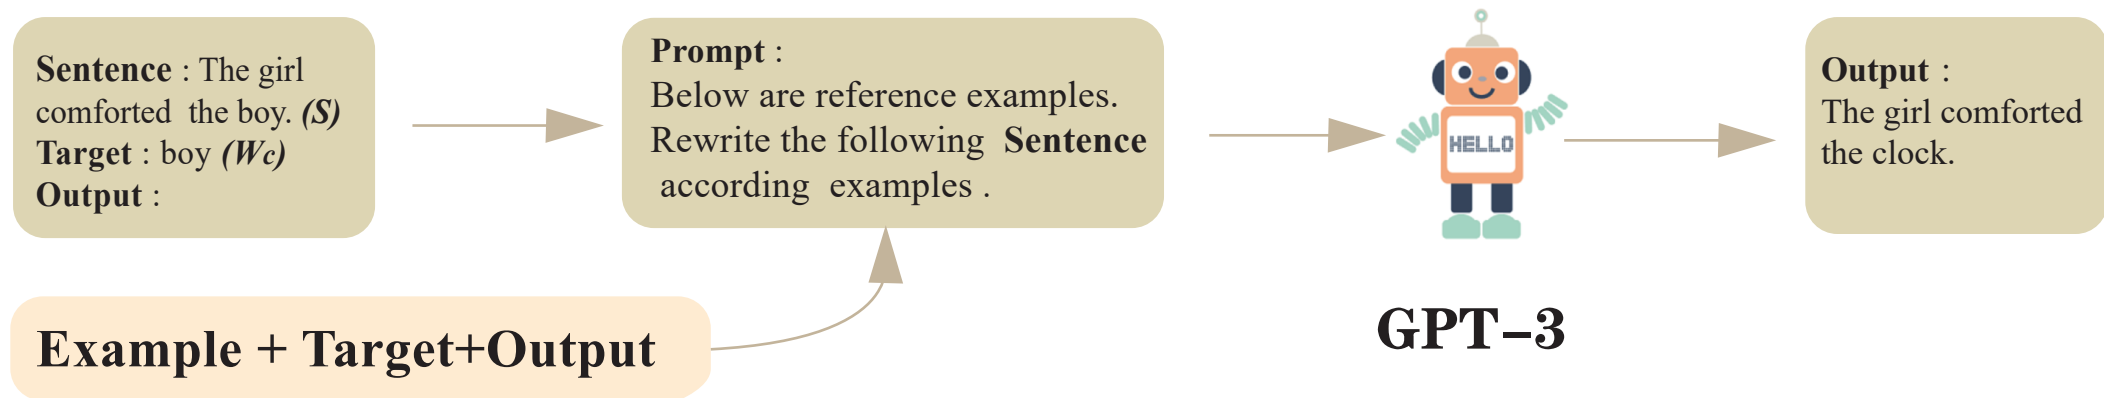 Sentence : The girl
comforted the boy. (S)
Target : boy (Wc)
Output :
Prompt :
Below are reference examples.
Rewrite the following Sentence
according examples .
HELLO
GPT-3
Output :
The girl comforted
the clock.
Example + Target+Output